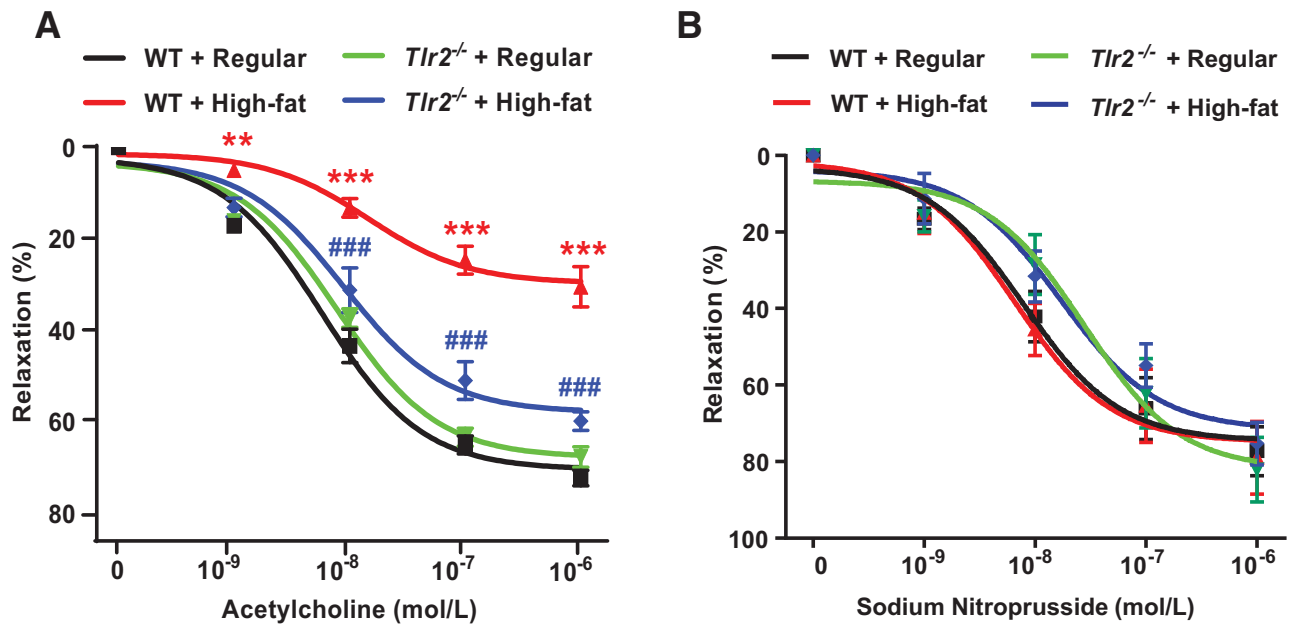 A
WT + Regular
Tlr2-/- + Regular
WT + High-fat
Tlr2-/- + High-fat
0
20
40
60
80
Relaxation (%)
**
***
***
***
###
###
###
0
10-9
10-8
10-7
10-6
Acetylcholine (mol/L)
B
WT + Regular
Tlr2-/- + Regular
WT + High-fat
Tlr2-/- + High-fat
0
20
40
60
80
100
Relaxation (%)
0
10-9
10-8
10-7
10-6
Sodium Nitroprusside (mol/L)